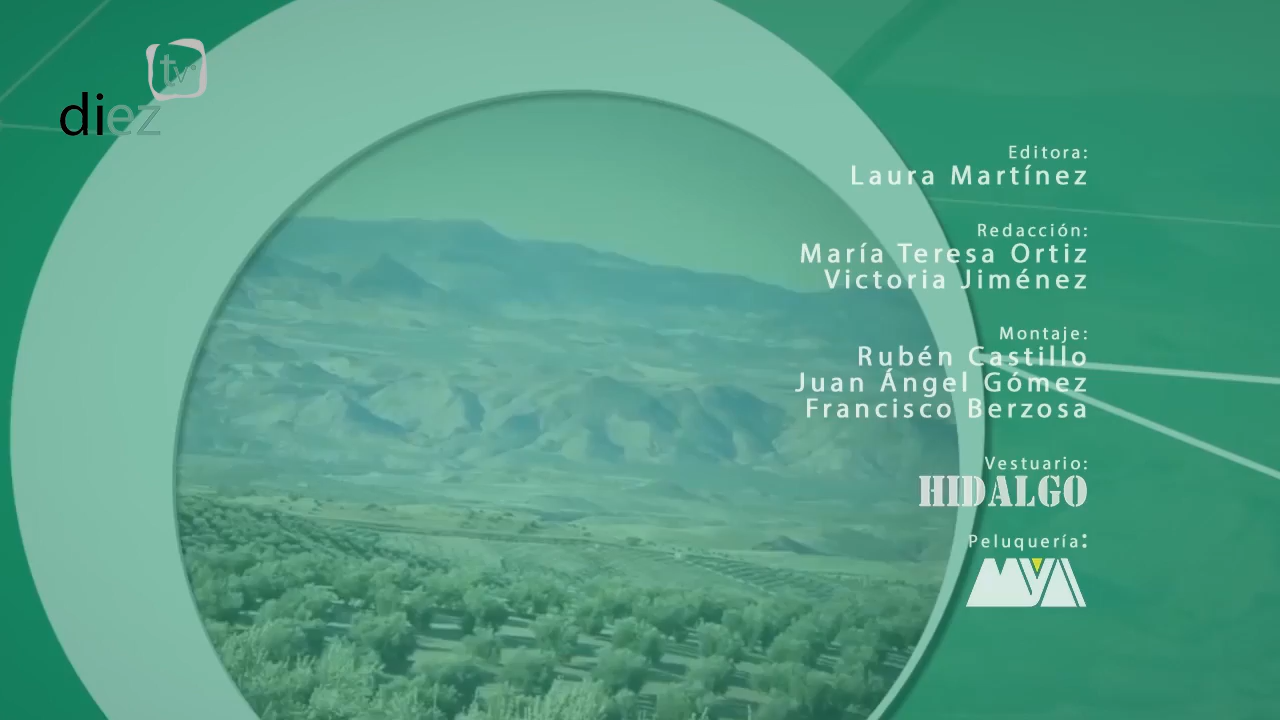 tv
diez
Editora:
Laura Martínez
Redacción:
María Teresa Ortiz
Victoria Jiménez
Montaje:
Rubén Castillo
Juan Ángel Gómez
Francisco Berzosa
Vestuario:
HIDALGO
Peluquería:
MYA